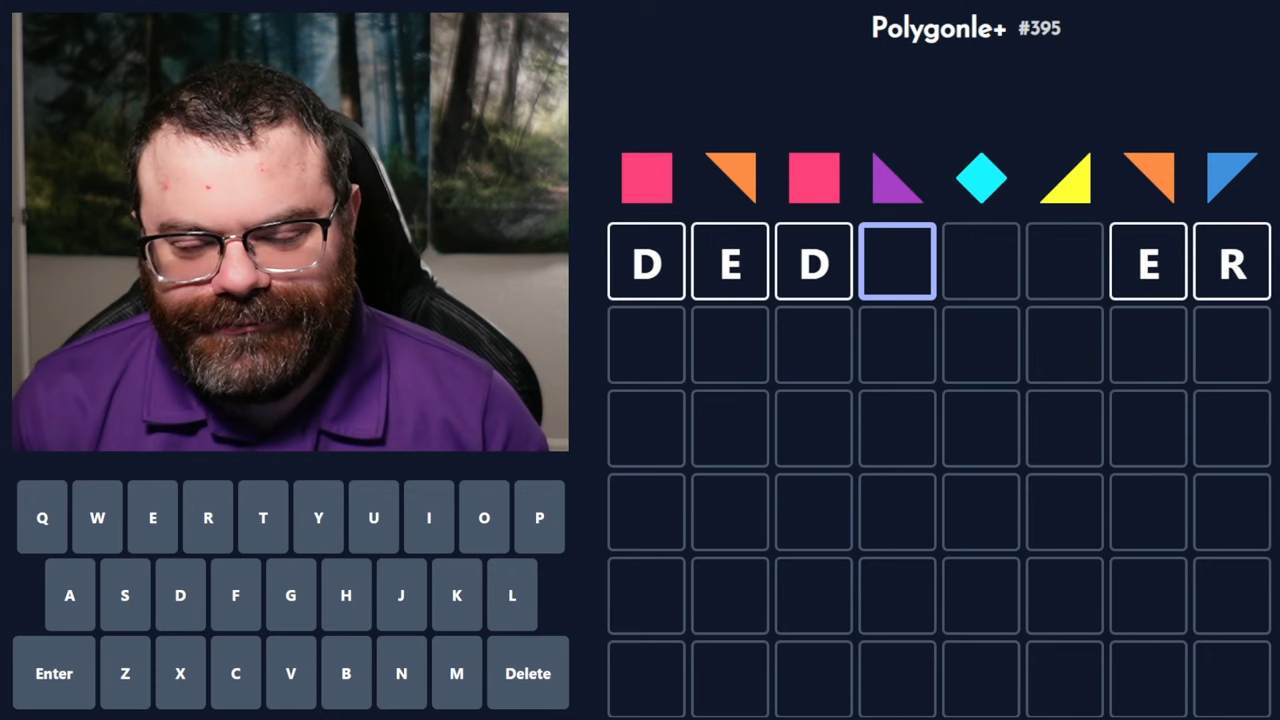 Polygonle+ #395
D E D E R
Q W E R T Y U I O P
A S D F G H J K L
Enter Z X C V B N M Delete